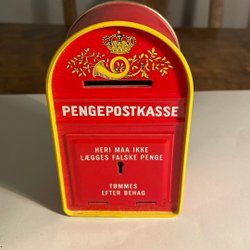 PENGEPOSTKASSE
HERI MAA IKKE
LÆGGES FALSKE PENGE
TØMMES
EFTER BEHAG